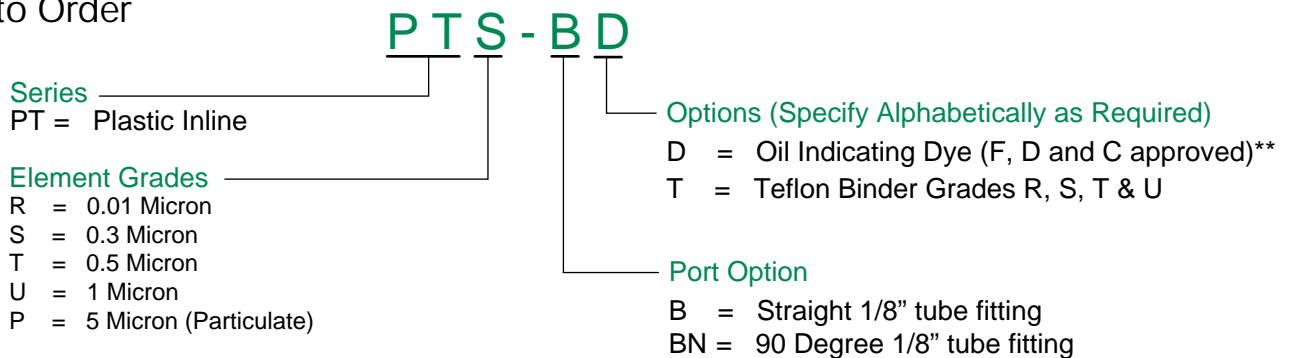 to Order
PTS-BD
Series
PT = Plastic Inline
Element Grades
R = 0.01 Micron
S = 0.3 Micron
T = 0.5 Micron
U = 1 Micron
P = 5 Micron (Particulate)
Options (Specify Alphabetically as Required)
D = Oil Indicating Dye (F, D and C approved)**
T = Teflon Binder Grades R, S, T & U
Port Option
B = Straight 1/8” tube fitting
BN = 90 Degree 1/8” tube fitting